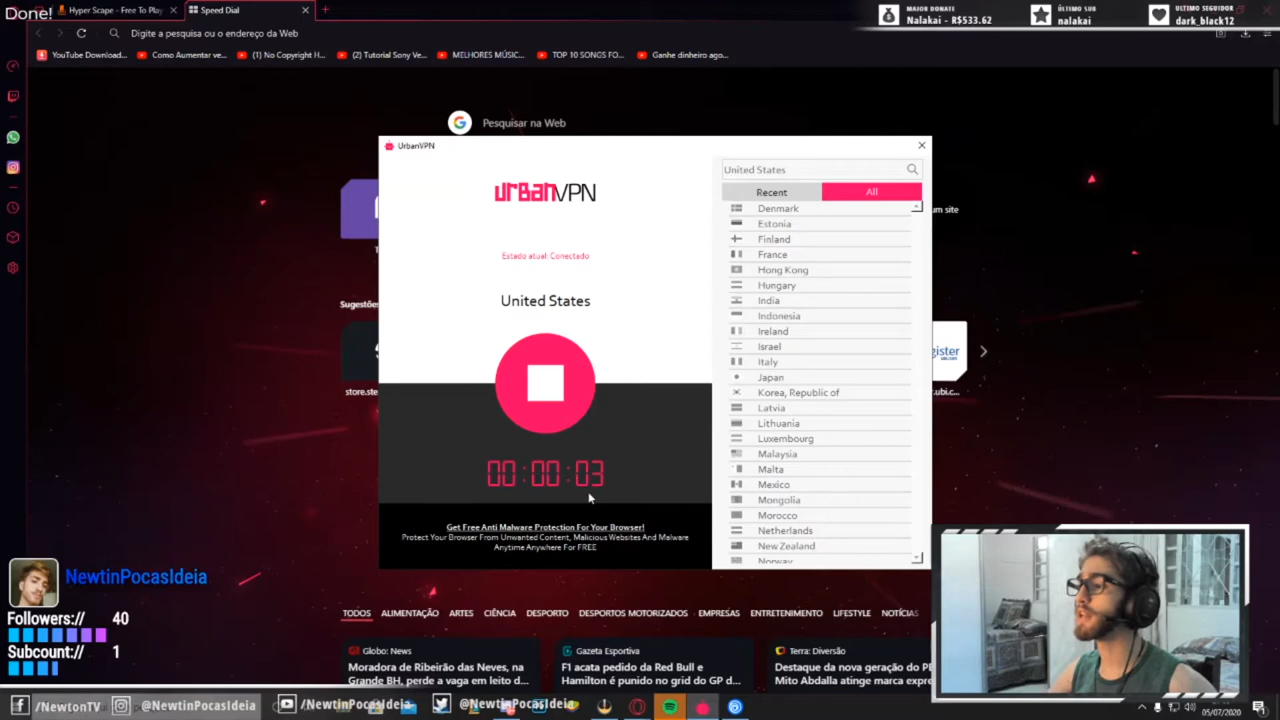 Done!
Hyper Scape - Free To Play
Speed Dial
MAJOR DONATE
Nalakai - R$533.62
ÚLTIMO SUB
nalakai
ÚLTIMO SEGUIDOR
dark_black12
Digite a pesquisa ou o endereço da Web
YouTube Download...
Como Aumentar ve...
(1) No Copyright H...
(2) Tutorial Sony Ve...
MELHORES MÚSIC...
TOP 10 SONGS FO...
Ganhe dinheiro ago...
Pesquisar na Web
UrbanVPN
urbanVPN
Estado atual: Conectado
United States
00:00:03
Get Free Anti Malware Protection For Your Browser!
Protect Your Browser From Unwanted Content, Malicious Websites And Malware
Anytime Anywhere For FREE
United States
Recent
All
Denmark
Estonia
Finland
France
Hong Kong
Hungary
India
Indonesia
Ireland
Israel
Italy
Japan
Korea, Republic of
Latvia
Lithuania
Luxembourg
Malaysia
Malta
Mexico
Mongolia
Morocco
Netherlands
New Zealand
Norway
um site
Sugestões
store.ste
ister
.ubi.c...
TODOS
ALIMENTAÇÃO
ARTES
CIÊNCIA
DESPORTO
DESPORTOS MOTORIZADOS
EMPRESAS
ENTRETENIMENTO
LIFESTYLE
NOTÍCIAS
Globo: News
Moradora de Ribeirão das Neves, na
Grande BH, perde a vaga em leito d
Gazeta Esportiva
F1 acata pedido da Red Bull e
Hamilton é punido no grid do GP d
Terra: Diversão
Destaque da nova geração do P
Mito Abdalla atinge marca expre
NewtinPocasIdeia
Followers:// 40
Subcount:// 1
/NewtonTV
@NewtinPocasIdeia
/NewtinPocasIdeia
@NewtinPocasIdeia
05/07/2020